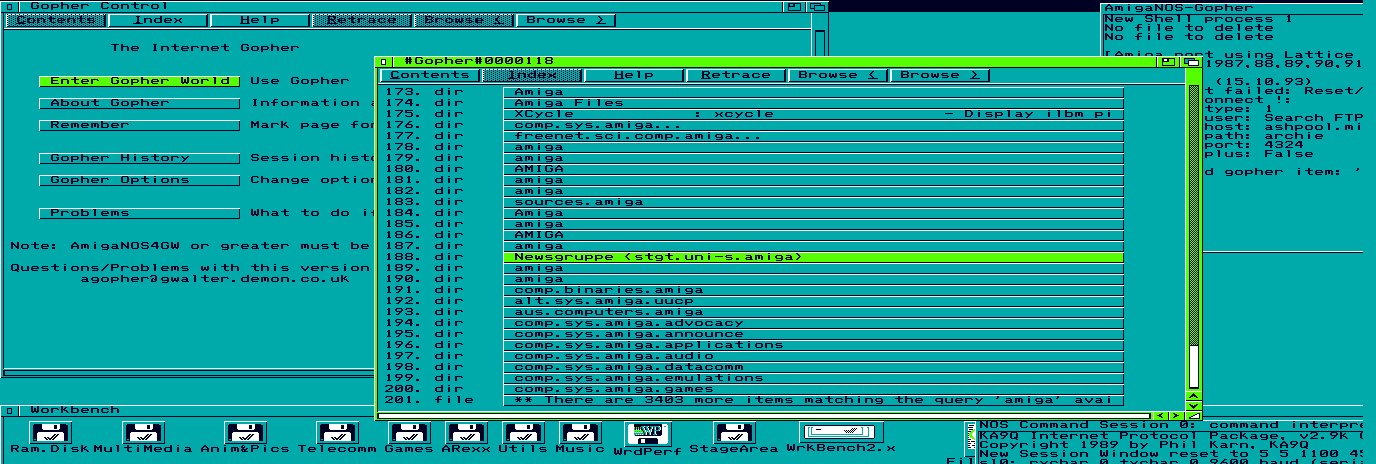 Gopher Control
Contents Index Help Retrace Browse < Browse >
The Internet Gopher
Enter Gopher World Use Gopher
About Gopher Information
Remember Mark page for
Gopher History Session
Gopher Options Change
Problems What to do
Note: AmigaNOS4GW or greater must be
Questions/Problems with this version
agopher@gwalter.demon.co.uk
#Gopher#0000118
Contents Index Help Retrace Browse < Browse >
173. dir Amiga
174. dir Amiga Files
175. dir XCycle : xcycle - Display ilbm pi
176. dir comp.sys.amiga...
177. dir freenet.sci.comp.amiga...
178. dir amiga
179. dir amiga
180. dir AMIGA
181. dir amiga
182. dir amiga
183. dir sources.amiga
184. dir Amiga
185. dir amiga
186. dir AMIGA
187. dir amiga
188. dir Newsgruppe <stgt.uni-s.amiga>
189. dir amiga
190. dir amiga
191. dir comp.binaries.amiga
192. dir alt.sys.amiga.uucp
193. dir aus.computers.amiga
194. dir comp.sys.amiga.advocacy
195. dir comp.sys.amiga.announce
196. dir comp.sys.amiga.applications
197. dir comp.sys.amiga.audio
198. dir comp.sys.amiga.datacomm
199. dir comp.sys.amiga.emulations
200. dir comp.sys.amiga.games
201. file ** There are 3403 more items matching the query 'amiga' avai
AmigaNOS-Gopher
New Shell process 1
No file to delete
No file to delete
[Amiga port using Lattice
1987,88,89,90,91
(15.10.93)
t failed: Reset/
onnect !:
type: 1
user: Search FTP
host: ashpool.mi
path: archie
port: 4324
plus: False
d gopher item: '
Workbench
Ram.Disk MultiMedia Anim&Pics Telecomm Games ARexx Utils Music WrdPerf StageArea WrkBench2.x
NOS Command Session 0: command interpre
KA9Q Internet Protocol Package, v2.9K
Copyright 1989 by Phil Karn, KA9Q
New Session Window reset to 5 5 1100 45